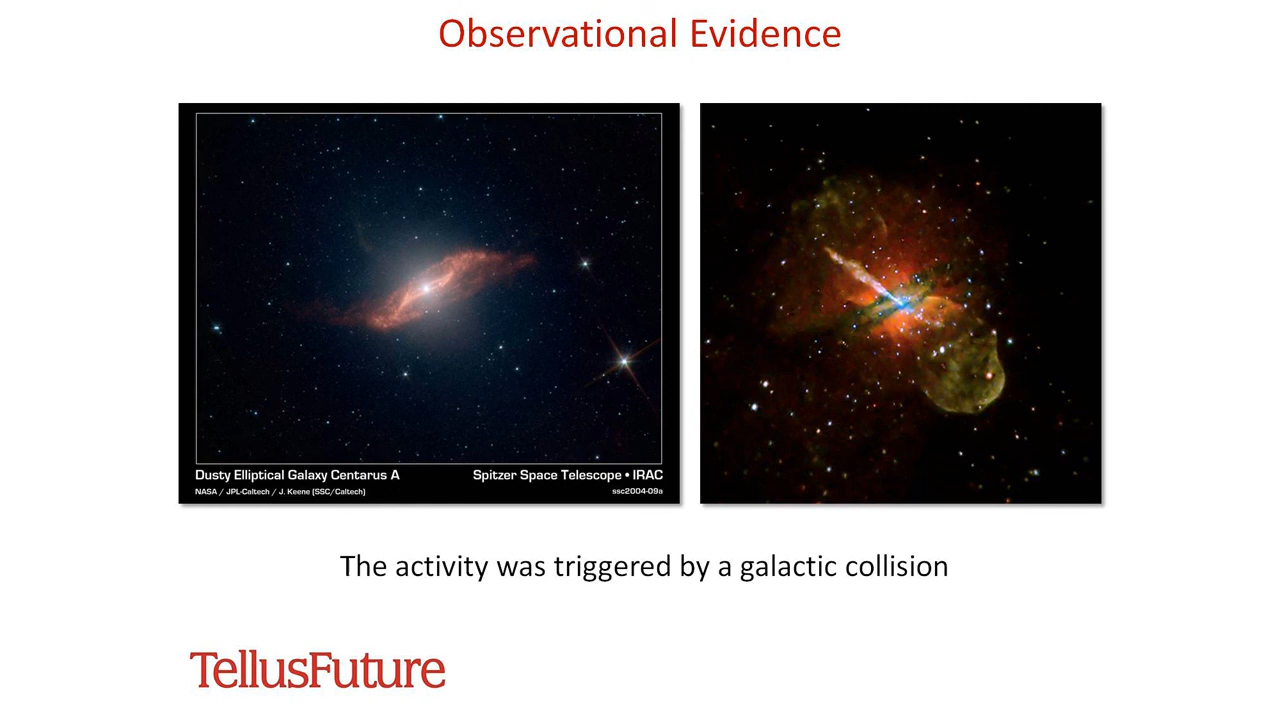 Observational Evidence
Dusty Elliptical Galaxy Centarus A
Spitzer Space Telescope • IRAC
NASA / JPL-Caltech / J. Keene (SSC/Caltech)
ssc2004-09a
The activity was triggered by a galactic collision
TellusFuture